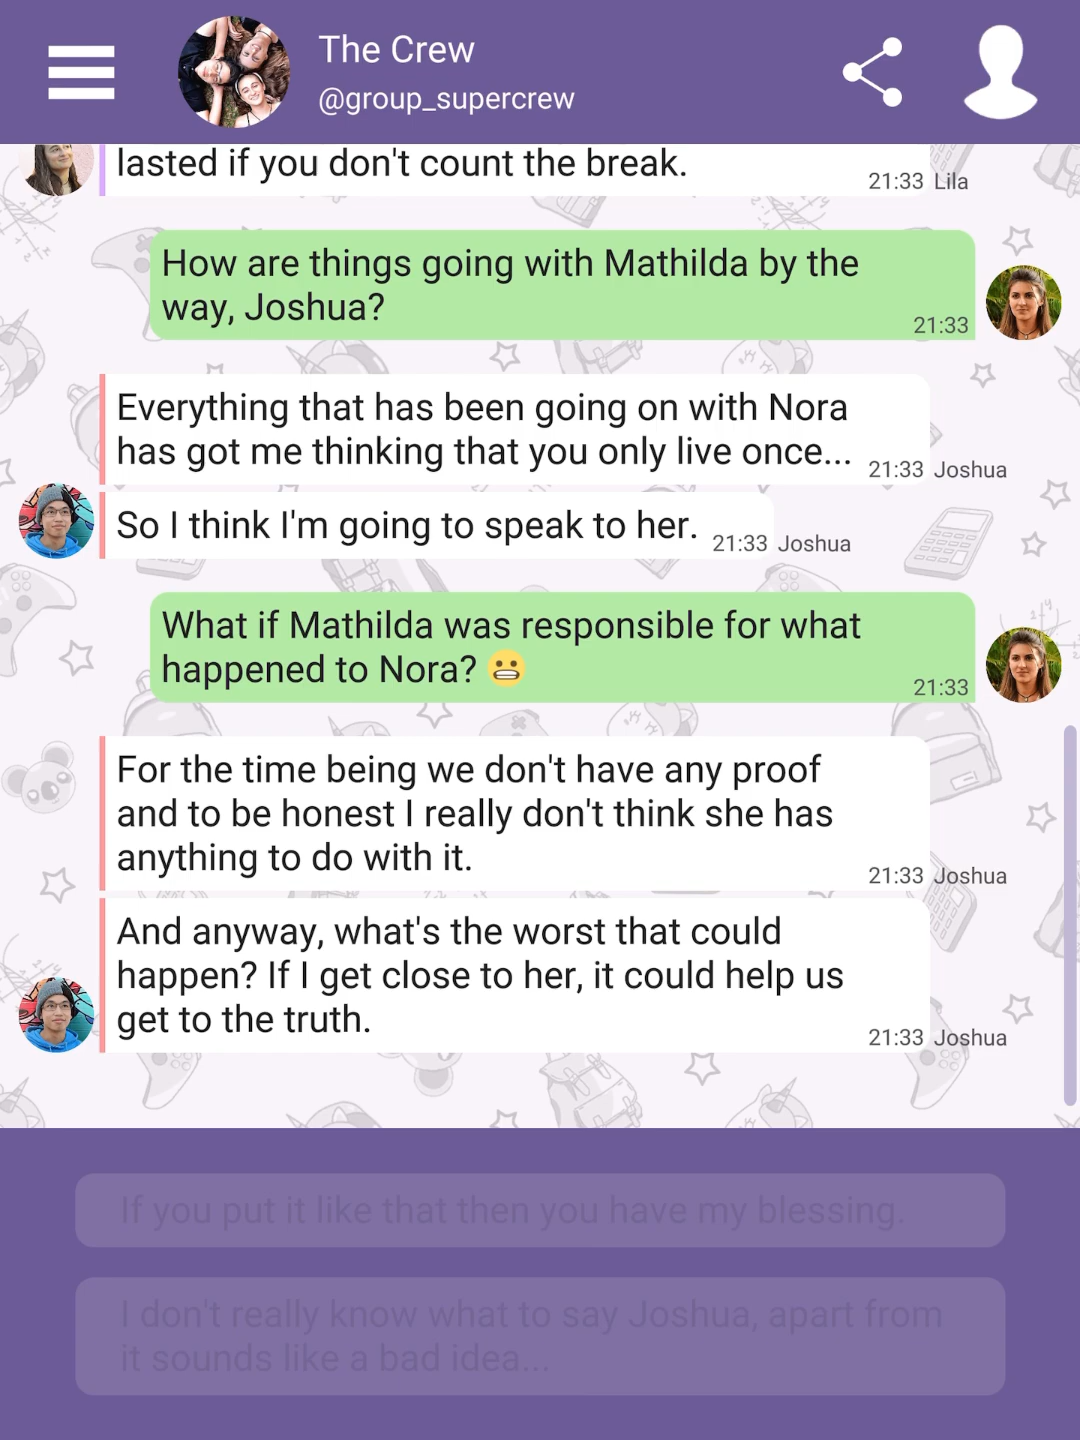 The Crew
@group_supercrew
lasted if you don't count the break.
21:33 Lila
How are things going with Mathilda by the
way, Joshua?
21:33
Everything that has been going on with Nora
has got me thinking that you only live once...
21:33 Joshua
So I think I'm going to speak to her.
21:33 Joshua
What if Mathilda was responsible for what
happened to Nora? 😬
21:33
For the time being we don't have any proof
and to be honest I really don't think she has
anything to do with it.
21:33 Joshua
And anyway, what's the worst that could
happen? If I get close to her, it could help us
get to the truth.
21:33 Joshua
If you put it like that then you have my blessing.
I don't really know what to say Joshua, apart from
it sounds like a bad idea...